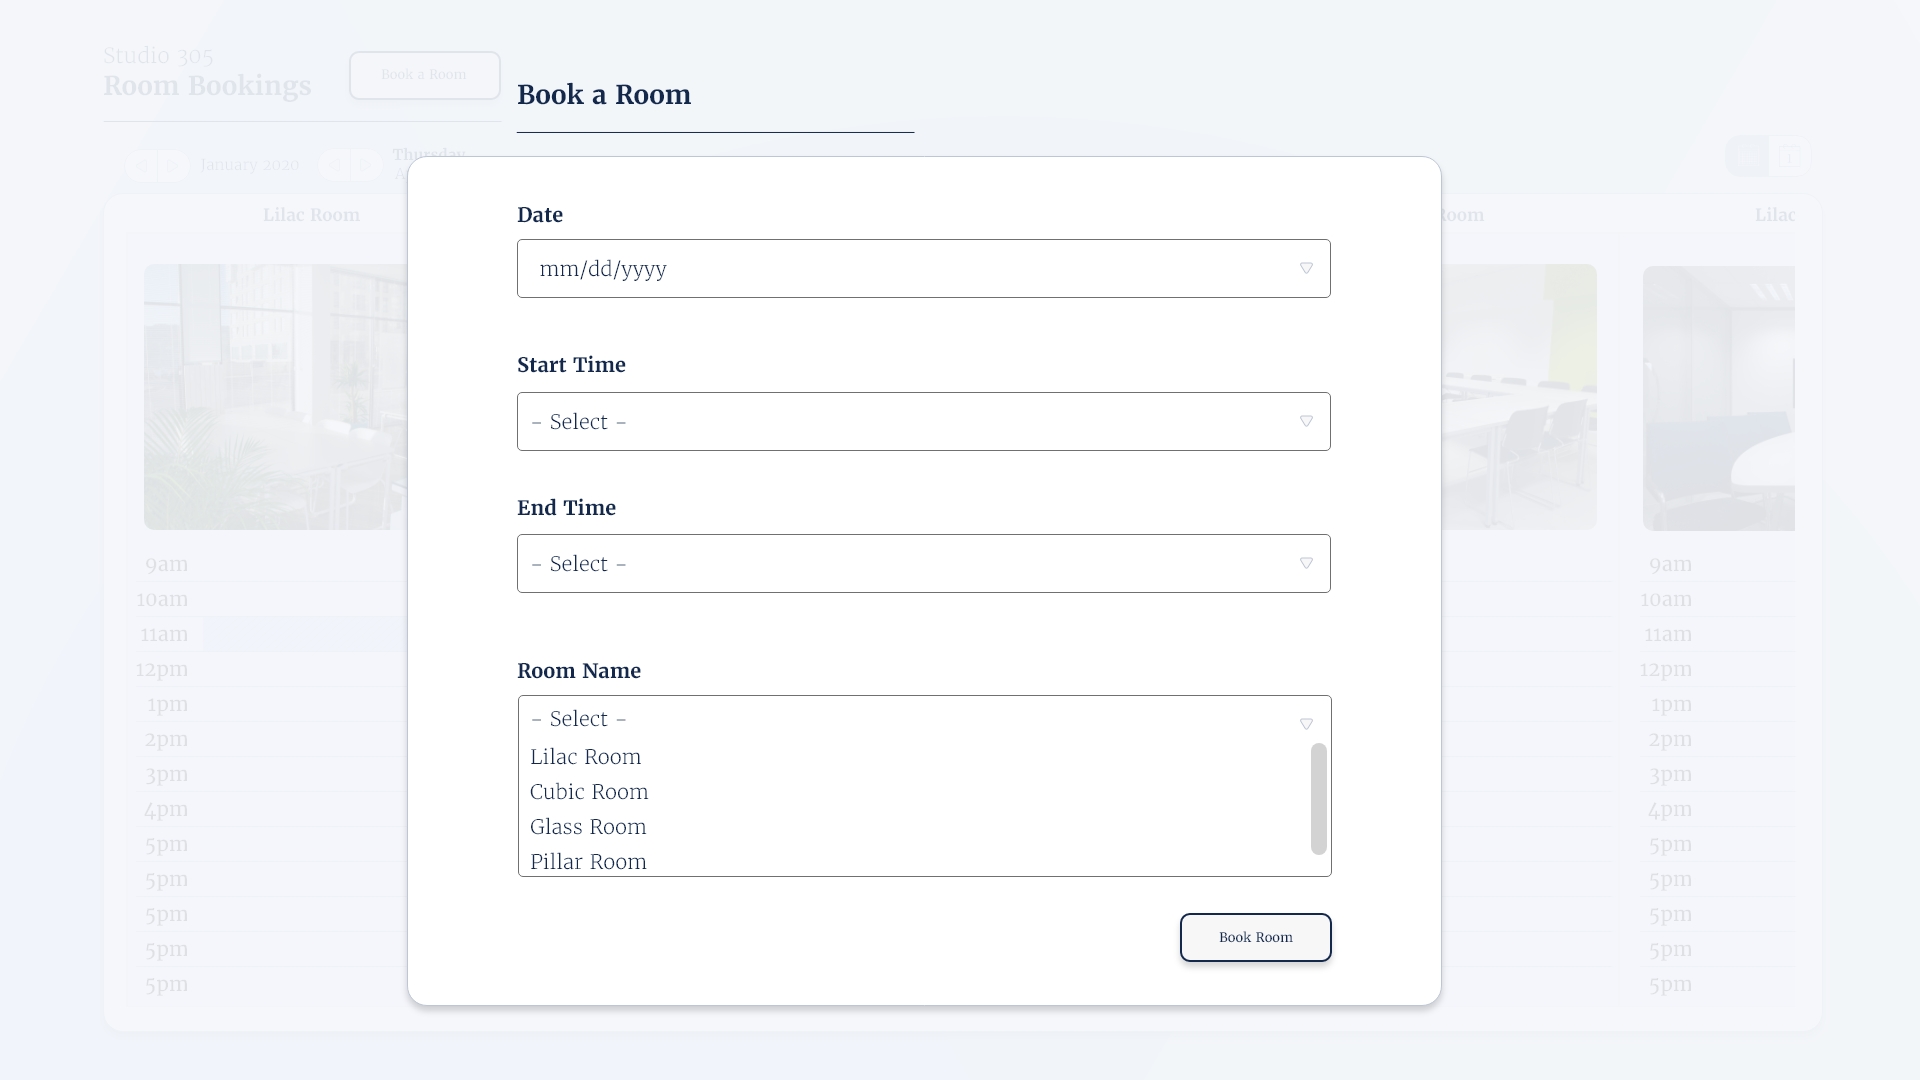 Studio 305
Room Bookings
Book a Room
Book a Room
January 2020
Thursday
Lilac Room
Room
Lilac
Date
mm/dd/yyyy
Start Time
- Select -
End Time
- Select -
Room Name
- Select -
Lilac Room
Cubic Room
Glass Room
Pillar Room
Book Room
9am
10am
11am
12pm
1pm
2pm
3pm
4pm
5pm
5pm
5pm
5pm
5pm
9am
10am
11am
12pm
1pm
2pm
3pm
4pm
5pm
5pm
5pm
5pm
5pm